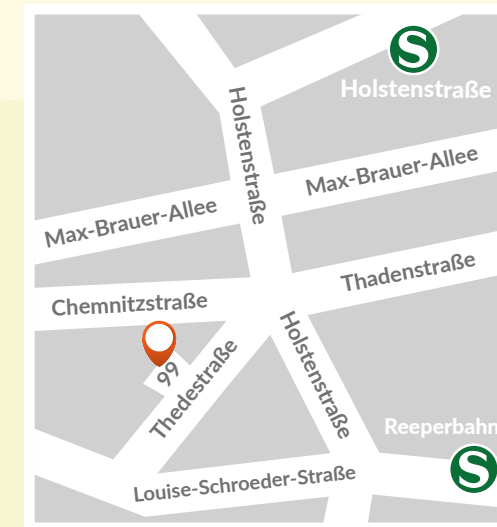 S
Holstenstraße
Holstenstraße
Max-Brauer-Allee
Max-Brauer-Allee
Thadenstraße
Chemnitzstraße
Holstenstraße
99
Thedestraße
Reeperbahn
S
Louise-Schroeder-Straße